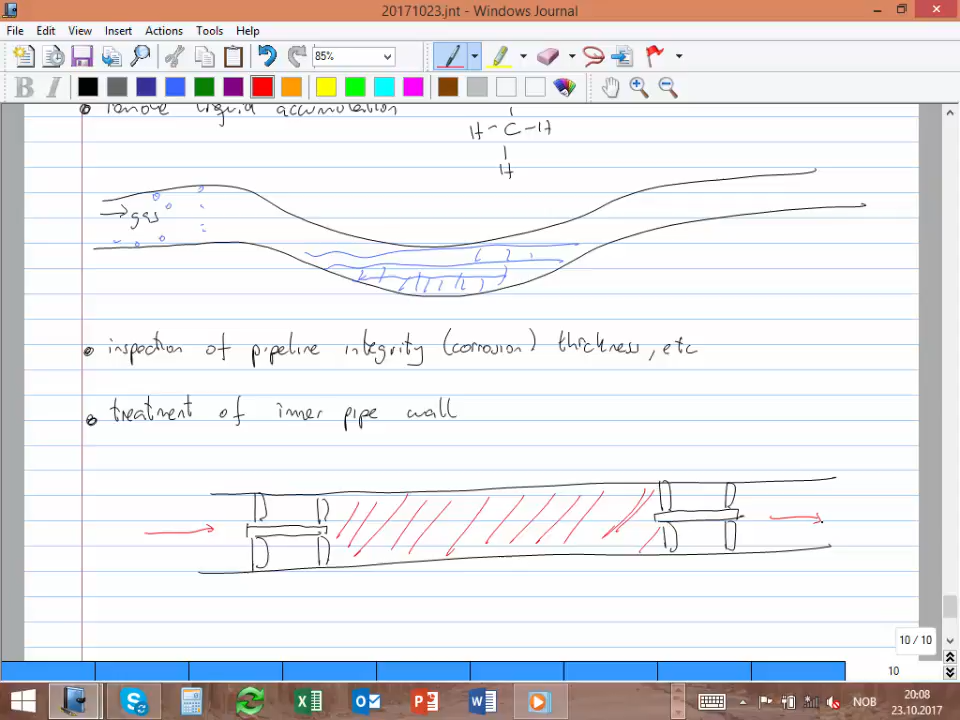 20171023.jnt - Windows Journal
File Edit View Insert Actions Tools Help
85%
B I
remove liquid accumulation
H-C-H
H
gas
inspection of pipeline integrity (corrosion) thickness, etc
treatment of inner pipe wall
10 / 10
10
NOB
20:08
23.10.2017